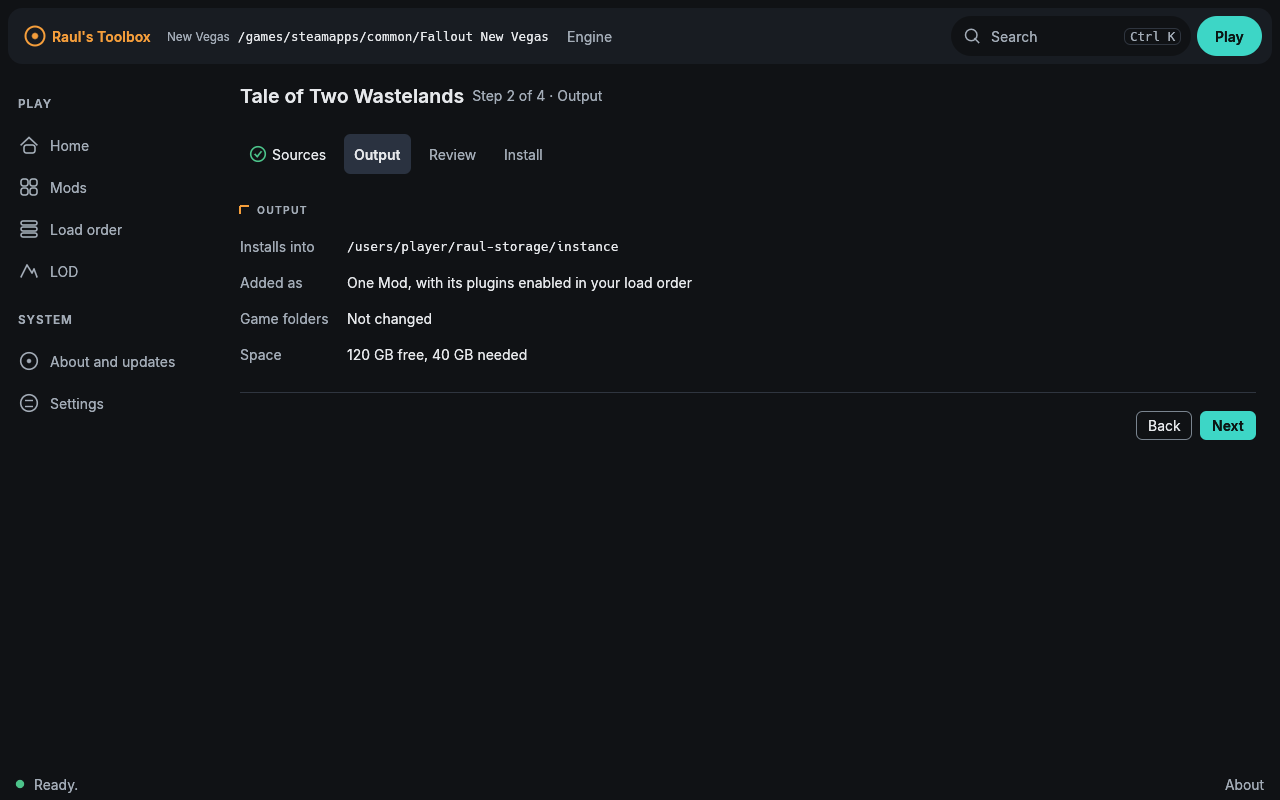 Raul's Toolbox New Vegas /games/steamapps/common/Fallout New Vegas Engine Search Ctrl K Play
PLAY
Home
Mods
Load order
LOD
SYSTEM
About and updates
Settings
Tale of Two Wastelands Step 2 of 4 · Output
Sources Output Review Install
OUTPUT
Installs into /users/player/raul-storage/instance
Added as One Mod, with its plugins enabled in your load order
Game folders Not changed
Space 120 GB free, 40 GB needed
Back Next
Ready. About